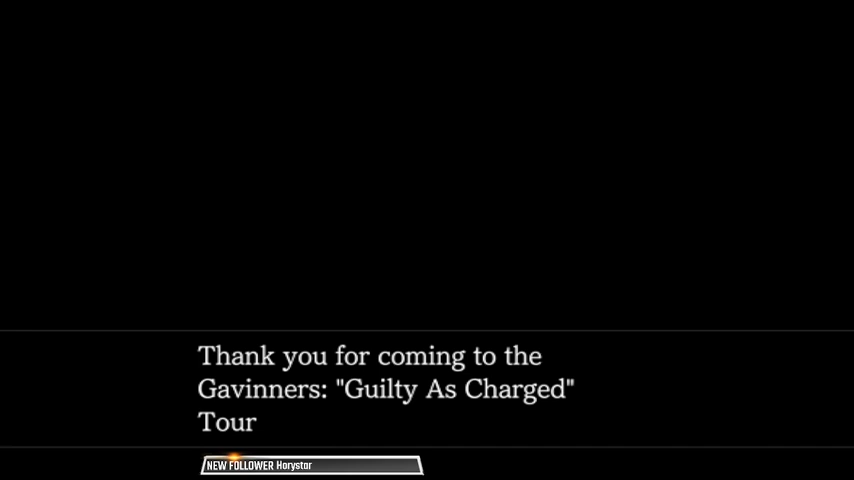 Thank you for coming to the
Gavinners: "Guilty As Charged"
Tour
NEW FOLLOWER Horystar